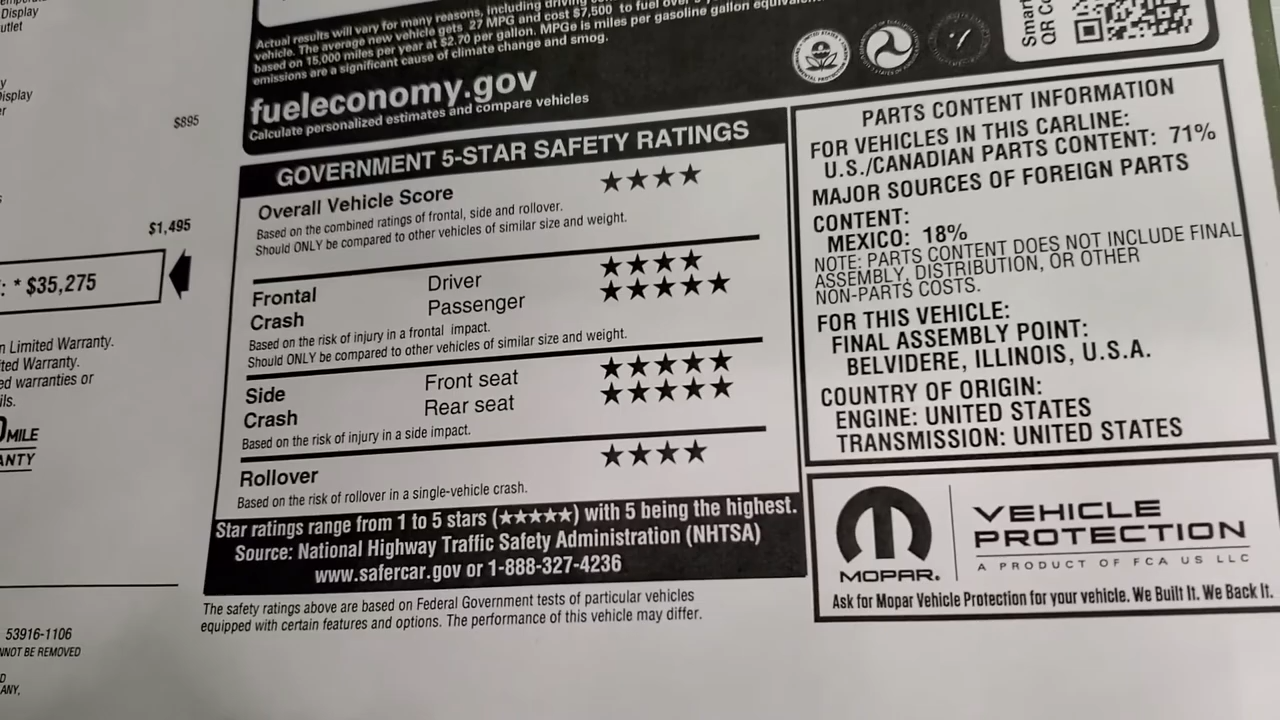 Display
utlet
y
isplay
er
$895
$1,495
: * $35,275
n Limited Warranty.
ted Warranty.
ed warranties or
ils.
MILE
ANTY
53916-1106
NNOT BE REMOVED
D
ANY,
Actual results will vary for many reasons, including driving
vehicle. The average new vehicle gets 27 MPG and cost $7,500 to fuel over
based on 15,000 miles per year at $2.70 per gallon. MPGe is miles per gasoline gallon
emissions are a significant cause of climate change and smog.
fueleconomy.gov
Calculate personalized estimates and compare vehicles
Smart
QR Co
GOVERNMENT 5-STAR SAFETY RATINGS
Overall Vehicle Score ★★★★
Based on the combined ratings of frontal, side and rollover.
Should ONLY be compared to other vehicles of similar size and weight.
Frontal Driver ★★★★
Crash Passenger ★★★★★
Based on the risk of injury in a frontal impact.
Should ONLY be compared to other vehicles of similar size and weight.
Side Front seat ★★★★★
Crash Rear seat ★★★★★
Based on the risk of injury in a side impact.
Rollover ★★★★
Based on the risk of rollover in a single-vehicle crash.
Star ratings range from 1 to 5 stars (★★★★★) with 5 being the highest.
Source: National Highway Traffic Safety Administration (NHTSA)
www.safercar.gov or 1-888-327-4236
The safety ratings above are based on Federal Government tests of particular vehicles
equipped with certain features and options. The performance of this vehicle may differ.
PARTS CONTENT INFORMATION
FOR VEHICLES IN THIS CARLINE:
U.S./CANADIAN PARTS CONTENT: 71%
MAJOR SOURCES OF FOREIGN PARTS
CONTENT:
MEXICO: 18%
NOTE: PARTS CONTENT DOES NOT INCLUDE FINAL
ASSEMBLY, DISTRIBUTION, OR OTHER
NON-PARTS COSTS.
FOR THIS VEHICLE:
FINAL ASSEMBLY POINT:
BELVIDERE, ILLINOIS, U.S.A.
COUNTRY OF ORIGIN:
ENGINE: UNITED STATES
TRANSMISSION: UNITED STATES
MOPAR.
VEHICLE
PROTECTION
A PRODUCT OF FCA US LLC
Ask for Mopar Vehicle Protection for your vehicle. We Built It. We Back It.